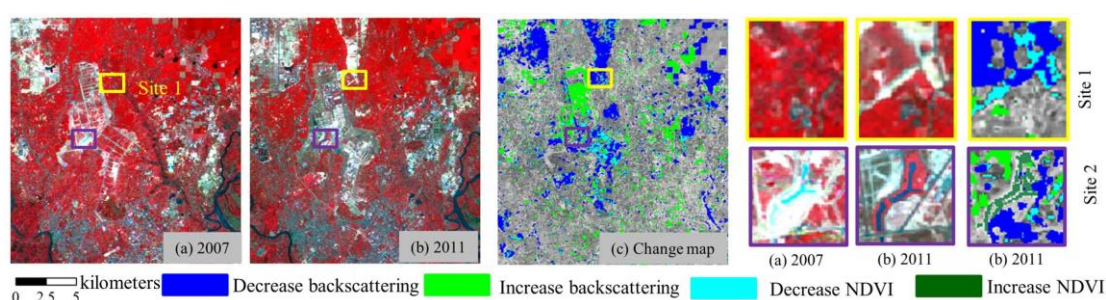 Site 1
(a) 2007
(b) 2011
(c) Change map
Site 1
Site 2
(a) 2007
(b) 2011
(b) 2011
kilometers
0 2.5 5
Decrease backscattering
Increase backscattering
Decrease NDVI
Increase NDVI